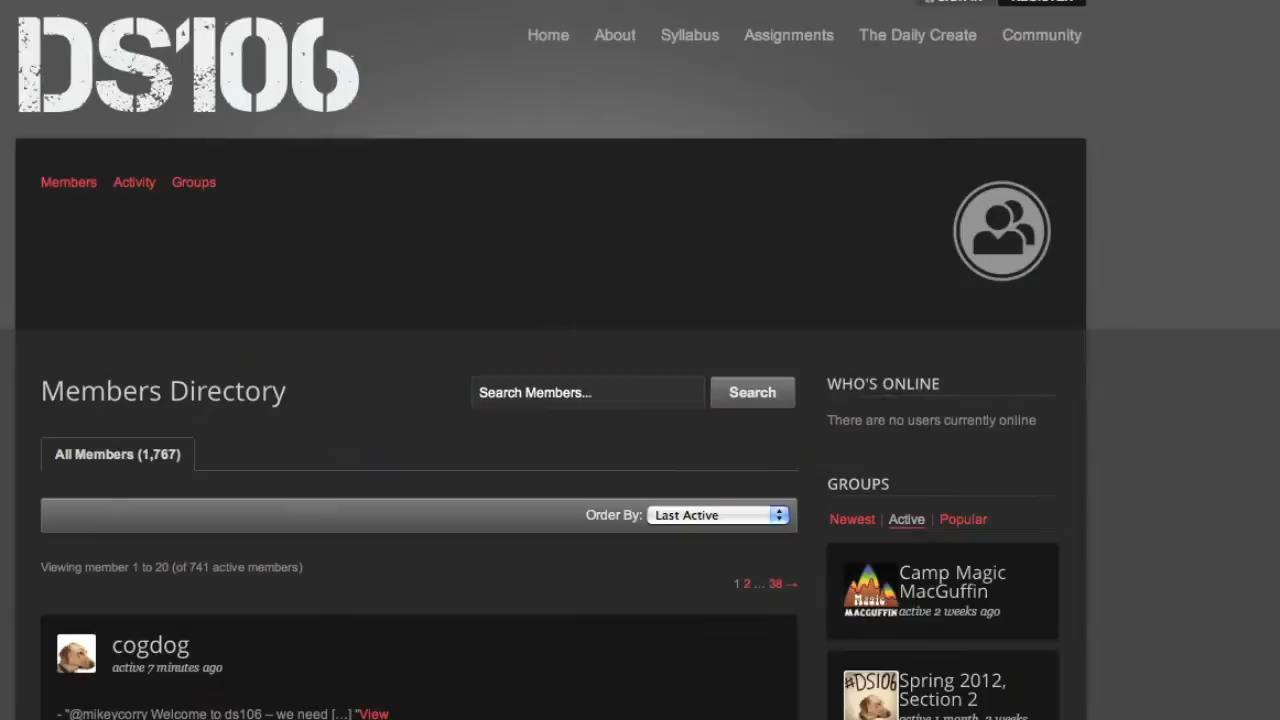 DS106
Home About Syllabus Assignments The Daily Create Community
Members Activity Groups
Members Directory
Search Members...
Search
All Members (1,767)
Order By: Last Active
Viewing member 1 to 20 (of 741 active members)
1 2 … 38 →
cogdog
active 7 minutes ago
- "@mikeycorry Welcome to ds106 – we need [...] "View
WHO'S ONLINE
There are no users currently online
GROUPS
Newest | Active | Popular
Magic
MACGUFFIN
Camp Magic
MacGuffin
active 2 weeks ago
#DS106
Spring 2012,
Section 2